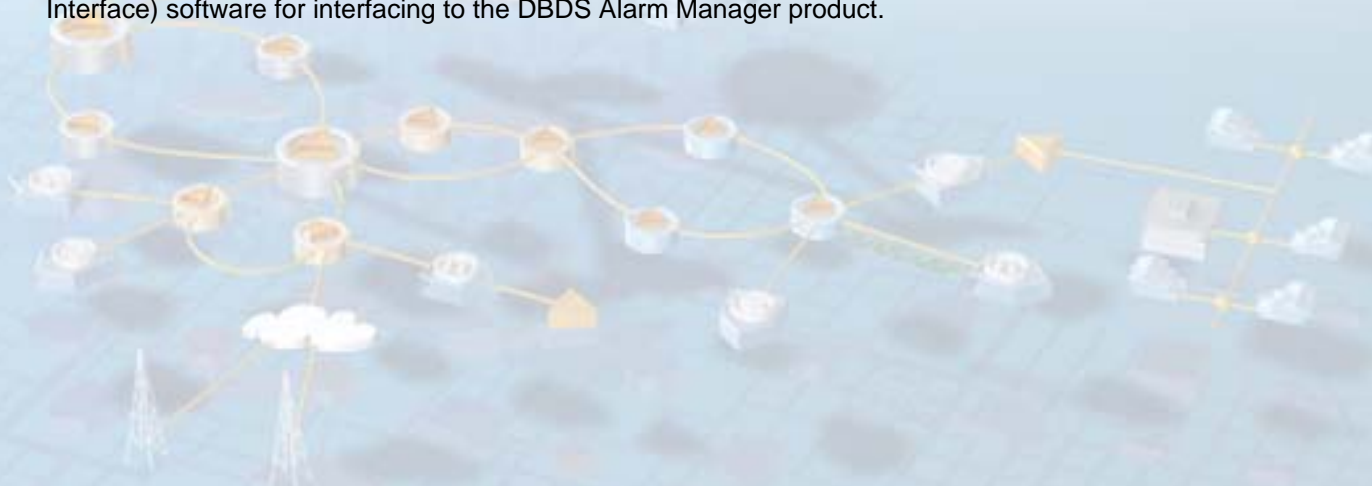 Interface) software for interfacing to the DBDS Alarm Manager product.